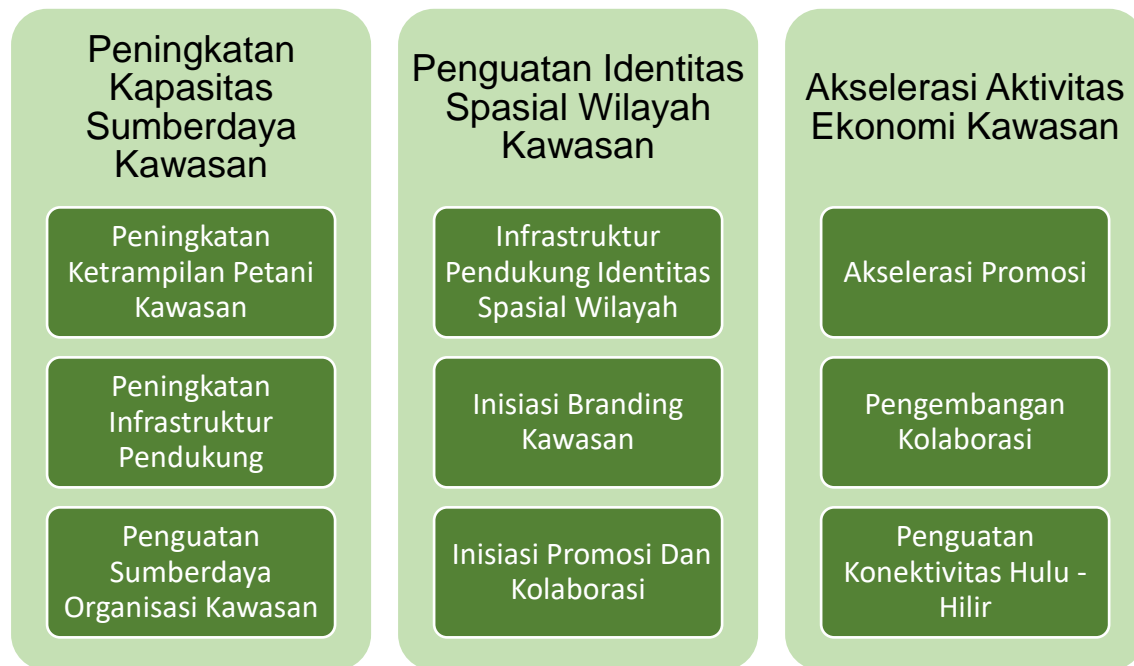 Peningkatan
Kapasitas
Sumberdaya
Kawasan
Peningkatan
Ketrampilan Petani
Kawasan
Peningkatan
Infrastruktur
Pendukung
Penguatan
Sumberdaya
Organisasi Kawasan
Penguatan Identitas
Spasial Wilayah
Kawasan
Infrastruktur
Pendukung Identitas
Spasial Wilayah
Inisiasi Branding
Kawasan
Inisiasi Promosi Dan
Kolaborasi
Akselerasi Aktivitas
Ekonomi Kawasan
Akselerasi Promosi
Pengembangan
Kolaborasi
Penguatan
Konektivitas Hulu -
Hilir